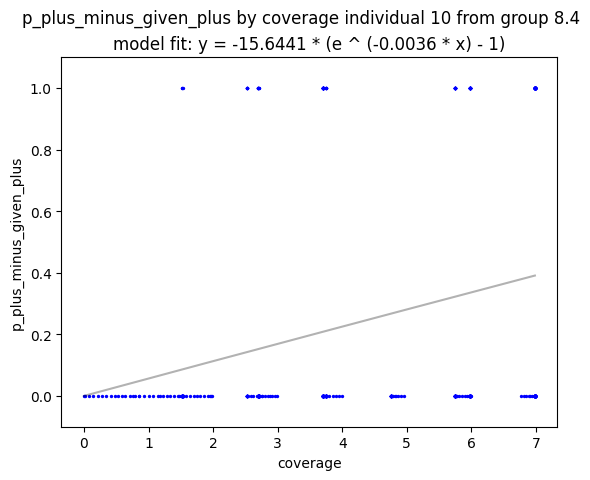 p_plus_minus_given_plus by coverage individual 10 from group 8.4
model fit: y = -15.6441 * (e ^ (-0.0036 * x) - 1)
1.0
0.8
0.6
0.4
0.2
0.0
p_plus_minus_given_plus
0 1 2 3 4 5 6 7
coverage